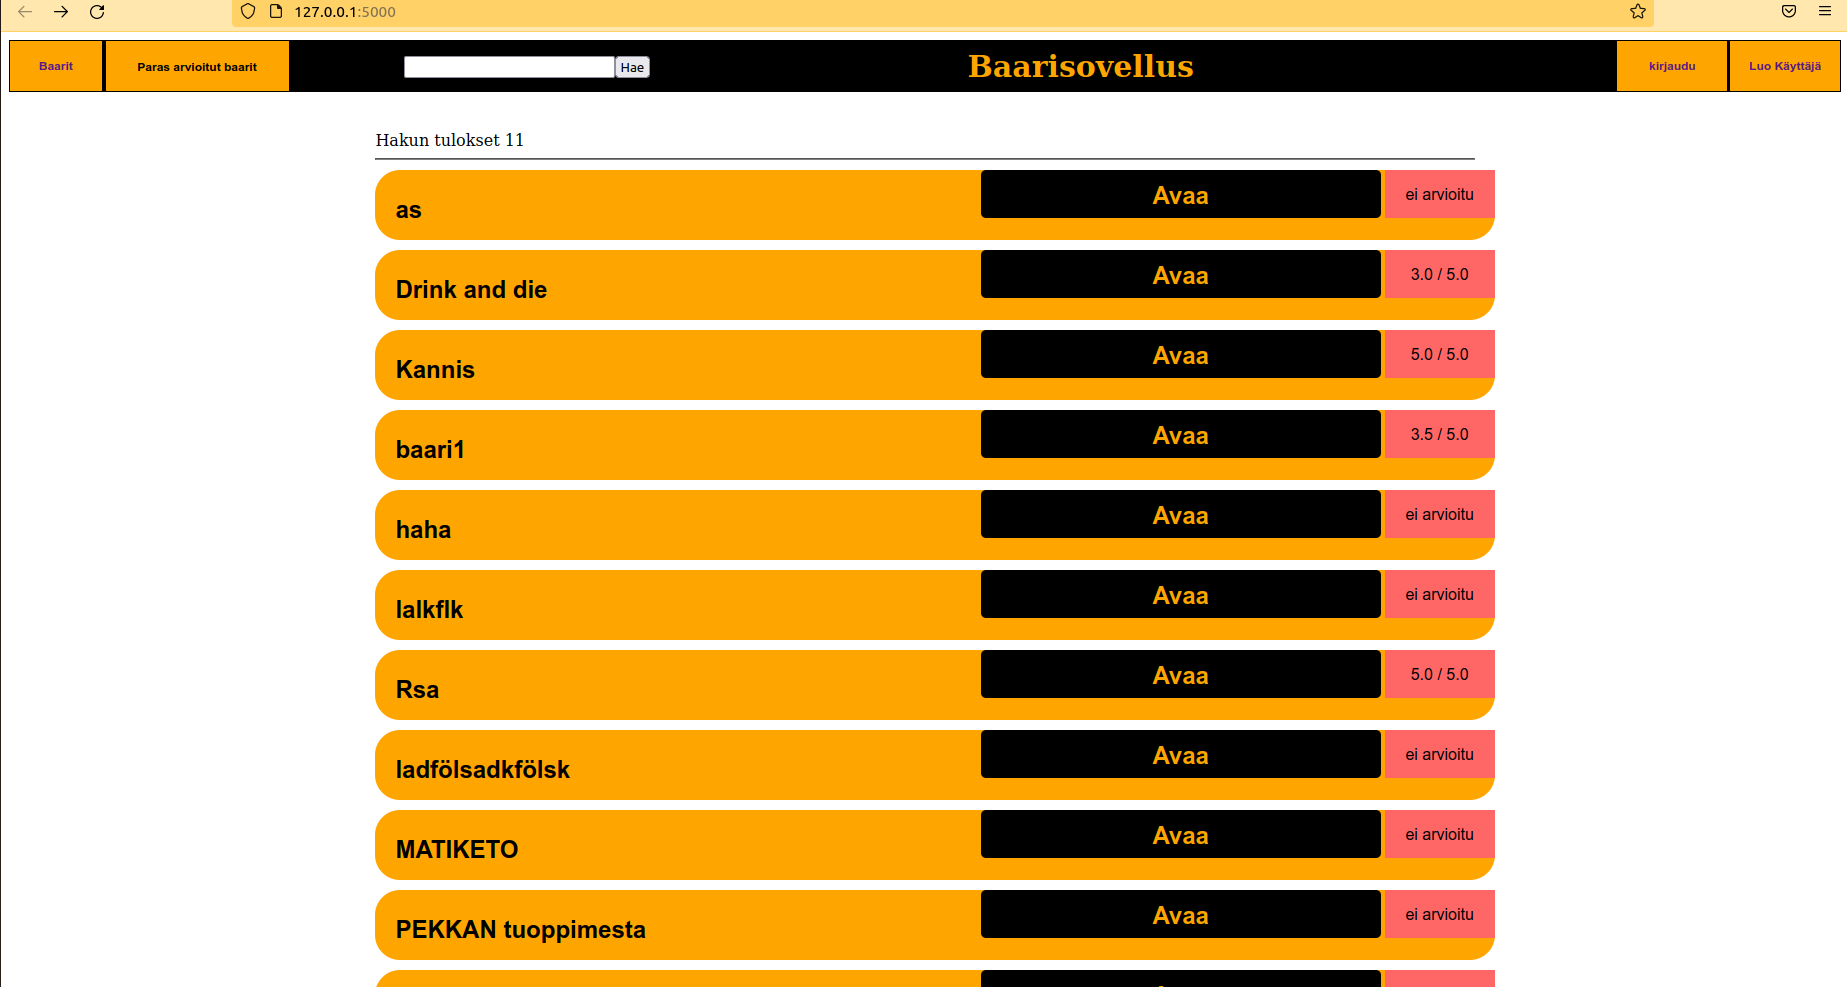 127.0.0.1:5000
Baarit
Paras arvioitut baarit
Hae
Baarisovellus
kirjaudu
Luo Käyttäjä
Hakun tulokset 11
as
Avaa
ei arvioitu
Drink and die
Avaa
3.0 / 5.0
Kannis
Avaa
5.0 / 5.0
baari1
Avaa
3.5 / 5.0
haha
Avaa
ei arvioitu
lalkflk
Avaa
ei arvioitu
Rsa
Avaa
5.0 / 5.0
ladfölsadkfölsk
Avaa
ei arvioitu
MATIKETO
Avaa
ei arvioitu
PEKKAN tuoppimesta
Avaa
ei arvioitu